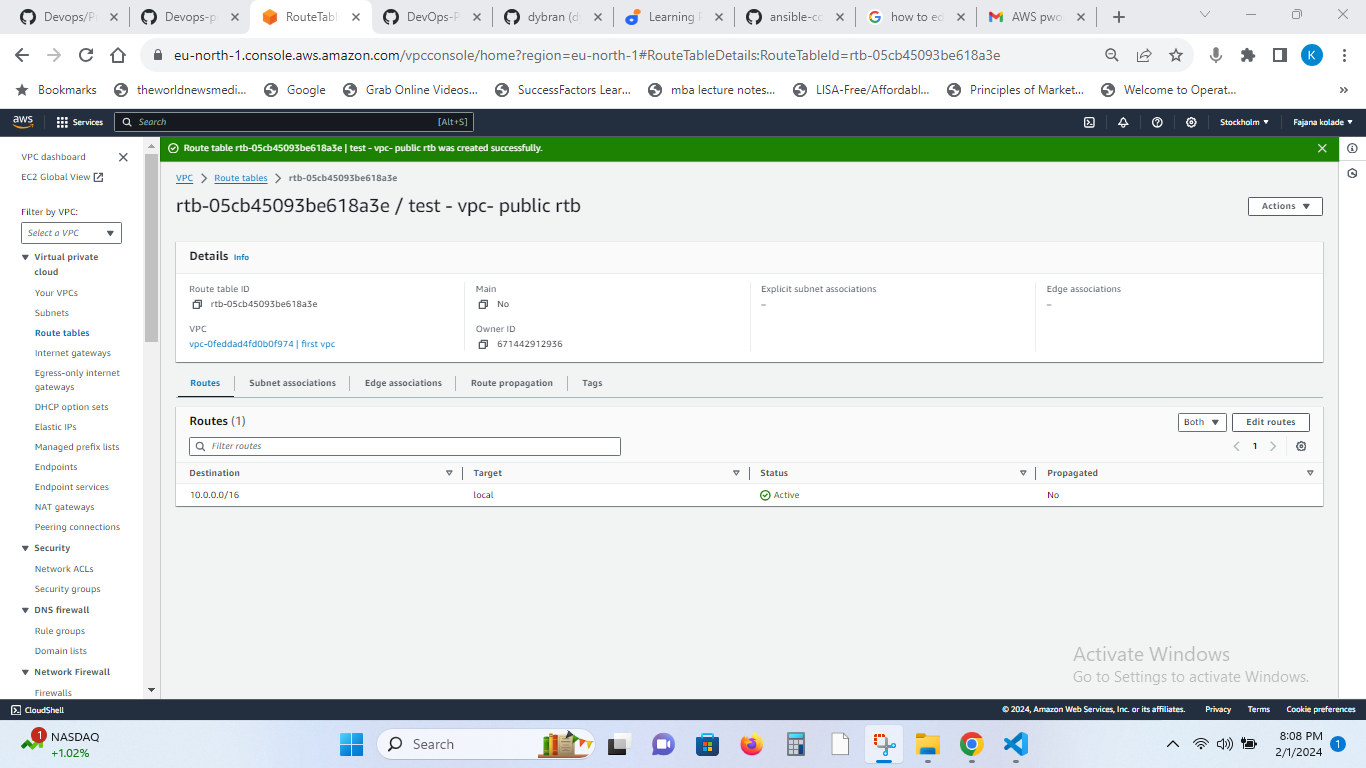 Devops/P
Devops-p
RouteTabl
DevOps-P
dybran (d
Learning
ansible-co
how to ed
AWS pwo
eu-north-1.console.aws.amazon.com/vpcconsole/home?region=eu-north-1#RouteTableDetails:RouteTableId=rtb-05cb45093be618a3e
K
Bookmarks
theworldnewsmedi...
Google
Grab Online Videos...
SuccessFactors Lear...
mba lecture notes...
LISA-Free/Affordabl...
Principles of Market...
Welcome to Operat...
»
aws
Services
Search
[Alt+S]
Stockholm
Fajana kolade
VPC dashboard
EC2 Global View
Filter by VPC:
Select a VPC
Virtual private
cloud
Your VPCs
Subnets
Route tables
Internet gateways
Egress-only internet
gateways
DHCP option sets
Elastic IPs
Managed prefix lists
Endpoints
Endpoint services
NAT gateways
Peering connections
Security
Network ACLs
Security groups
DNS firewall
Rule groups
Domain lists
Network Firewall
Firewalls
Route table rtb-05cb45093be618a3e | test - vpc- public rtb was created successfully.
VPC
Route tables
rtb-05cb45093be618a3e
rtb-05cb45093be618a3e / test - vpc- public rtb
Actions
Details Info
Route table ID
rtb-05cb45093be618a3e
Main
No
Explicit subnet associations
–
Edge associations
–
VPC
vpc-0feddad4fd0b0f974 | first vpc
Owner ID
671442912936
Routes
Subnet associations
Edge associations
Route propagation
Tags
Routes (1)
Both
Edit routes
Filter routes
1
Destination
Target
Status
Propagated
10.0.0.0/16
local
Active
No
Activate Windows
Go to Settings to activate Windows.
CloudShell
© 2024, Amazon Web Services, Inc. or its affiliates.
Privacy
Terms
Cookie preferences
1
NASDAQ
+1.02%
Search
8:08 PM
2/1/2024
1